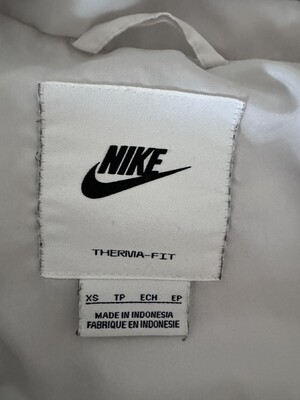 NIKE
THERMA-FIT
XS TP ECH EP
MADE IN INDONESIA
FABRIQUE EN INDONESIE